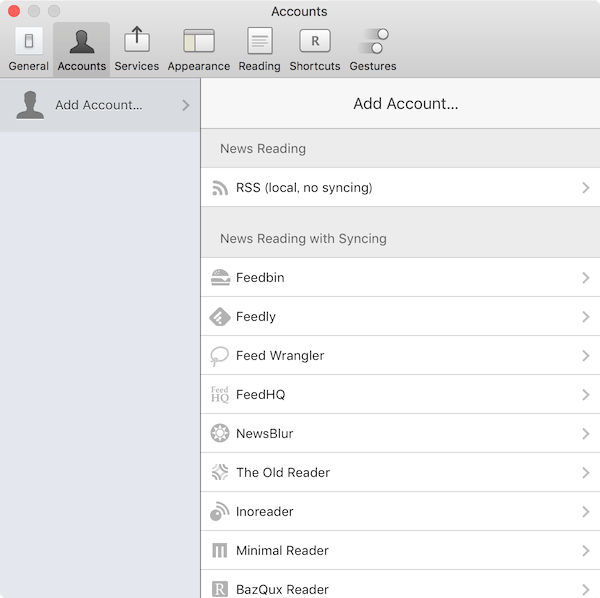 Accounts
General Accounts Services Appearance Reading R Shortcuts Gestures
Add Account...
Add Account...
News Reading
RSS (local, no syncing)
News Reading with Syncing
Feedbin
Feedly
Feed Wrangler
Feed HQ FeedHQ
NewsBlur
The Old Reader
Inoreader
Minimal Reader
R BazQux Reader